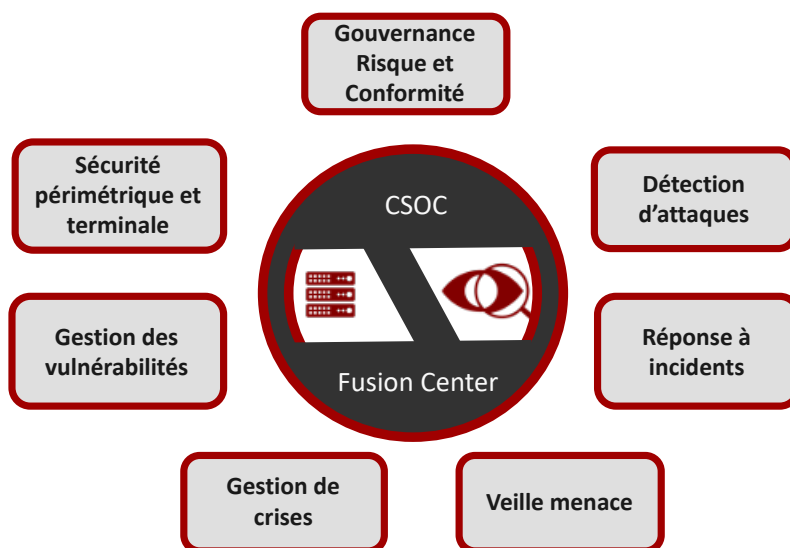 Gouvernance
Risque et
Conformité
Sécurité
périmétrique et
terminale
CSOC
Détection
d’attaques
Gestion des
vulnérabilités
Réponse à
incidents
Fusion Center
Gestion de
crises
Veille menace